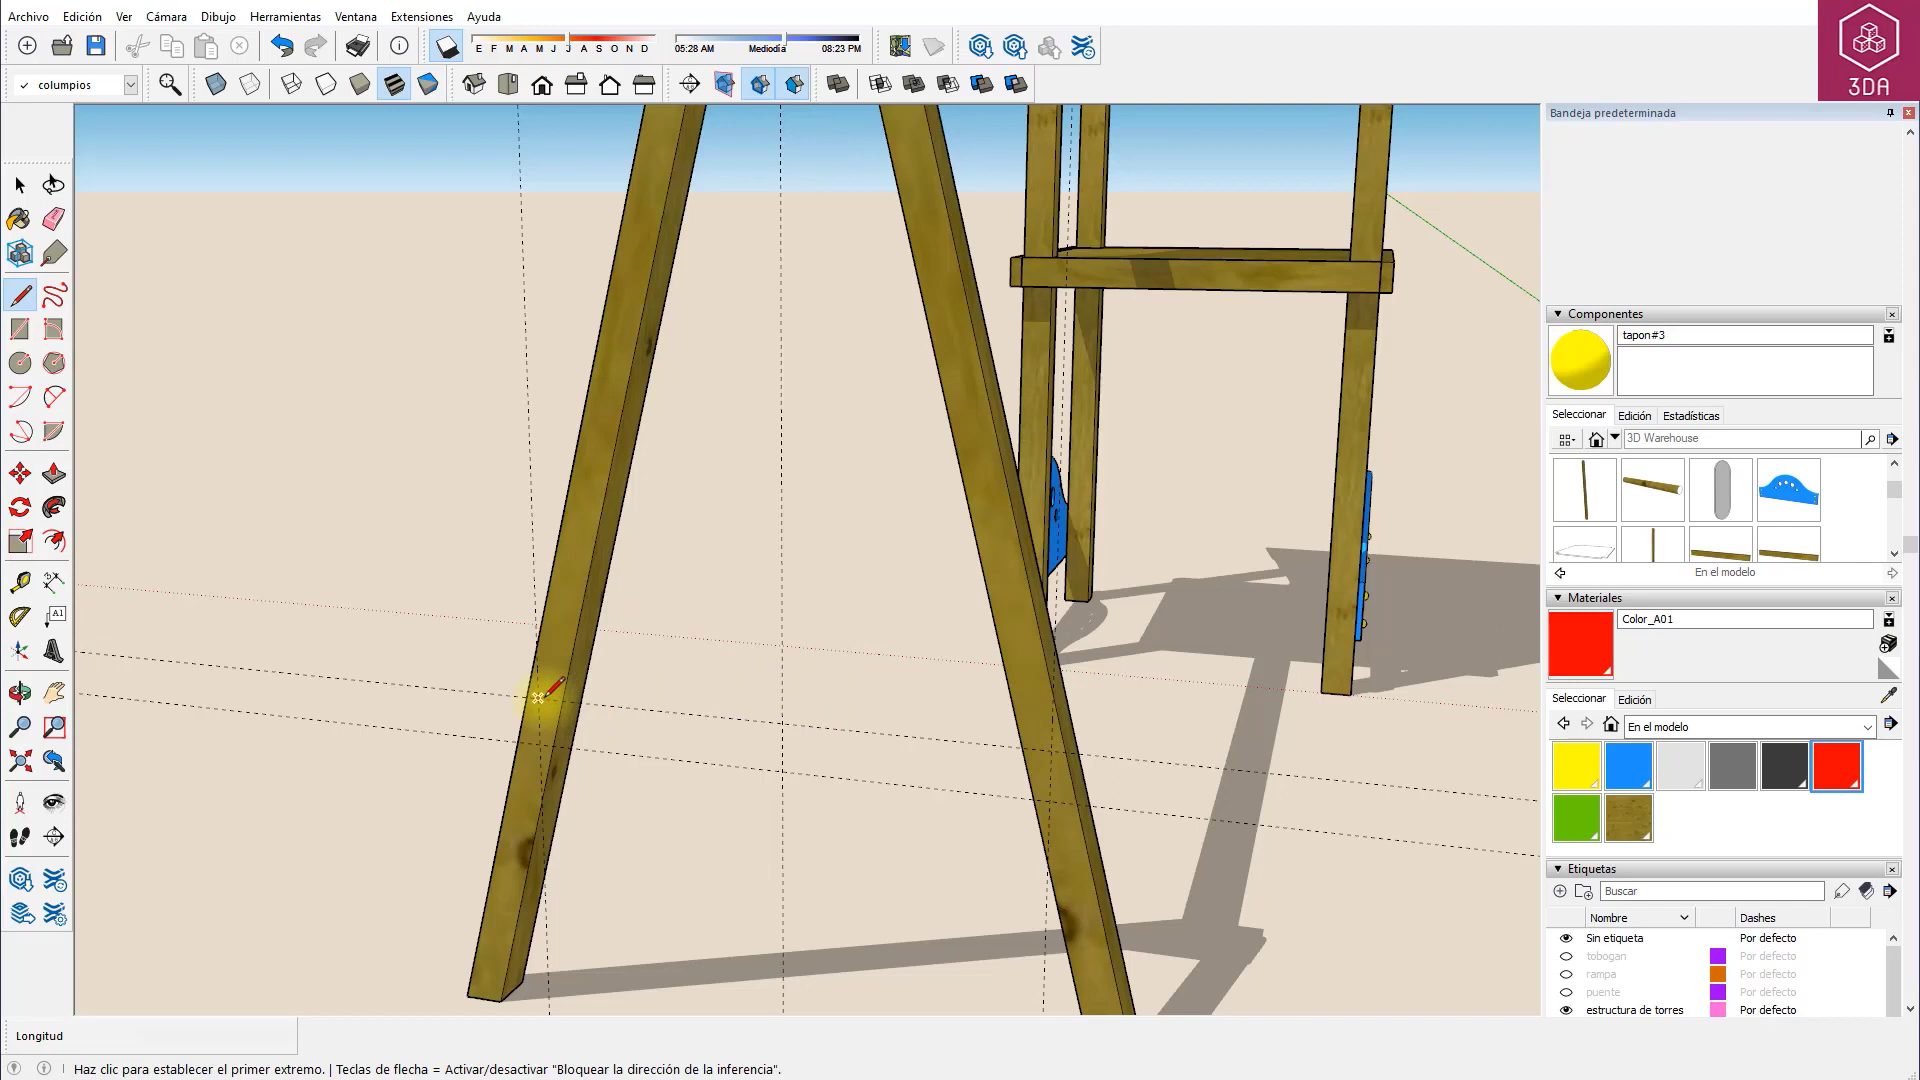 Archivo Edición Ver Cámara Dibujo Herramientas Ventana Extensiones Ayuda
E F M A M J J A S O N D
05:28 AM Mediodía 08:23 PM
columpios
3DA
Bandeja predeterminada
Componentes
tapon#3
Seleccionar Edición Estadísticas
3D Warehouse
En el modelo
Materiales
Color_A01
Seleccionar Edición
En el modelo
Etiquetas
Buscar
Nombre Dashes
Sin etiqueta Por defecto
tobogan Por defecto
rampa Por defecto
puente Por defecto
estructura de torres Por defecto
A1
Longitud
Haz clic para establecer el primer extremo. | Teclas de flecha = Activar/desactivar "Bloquear la dirección de la inferencia".